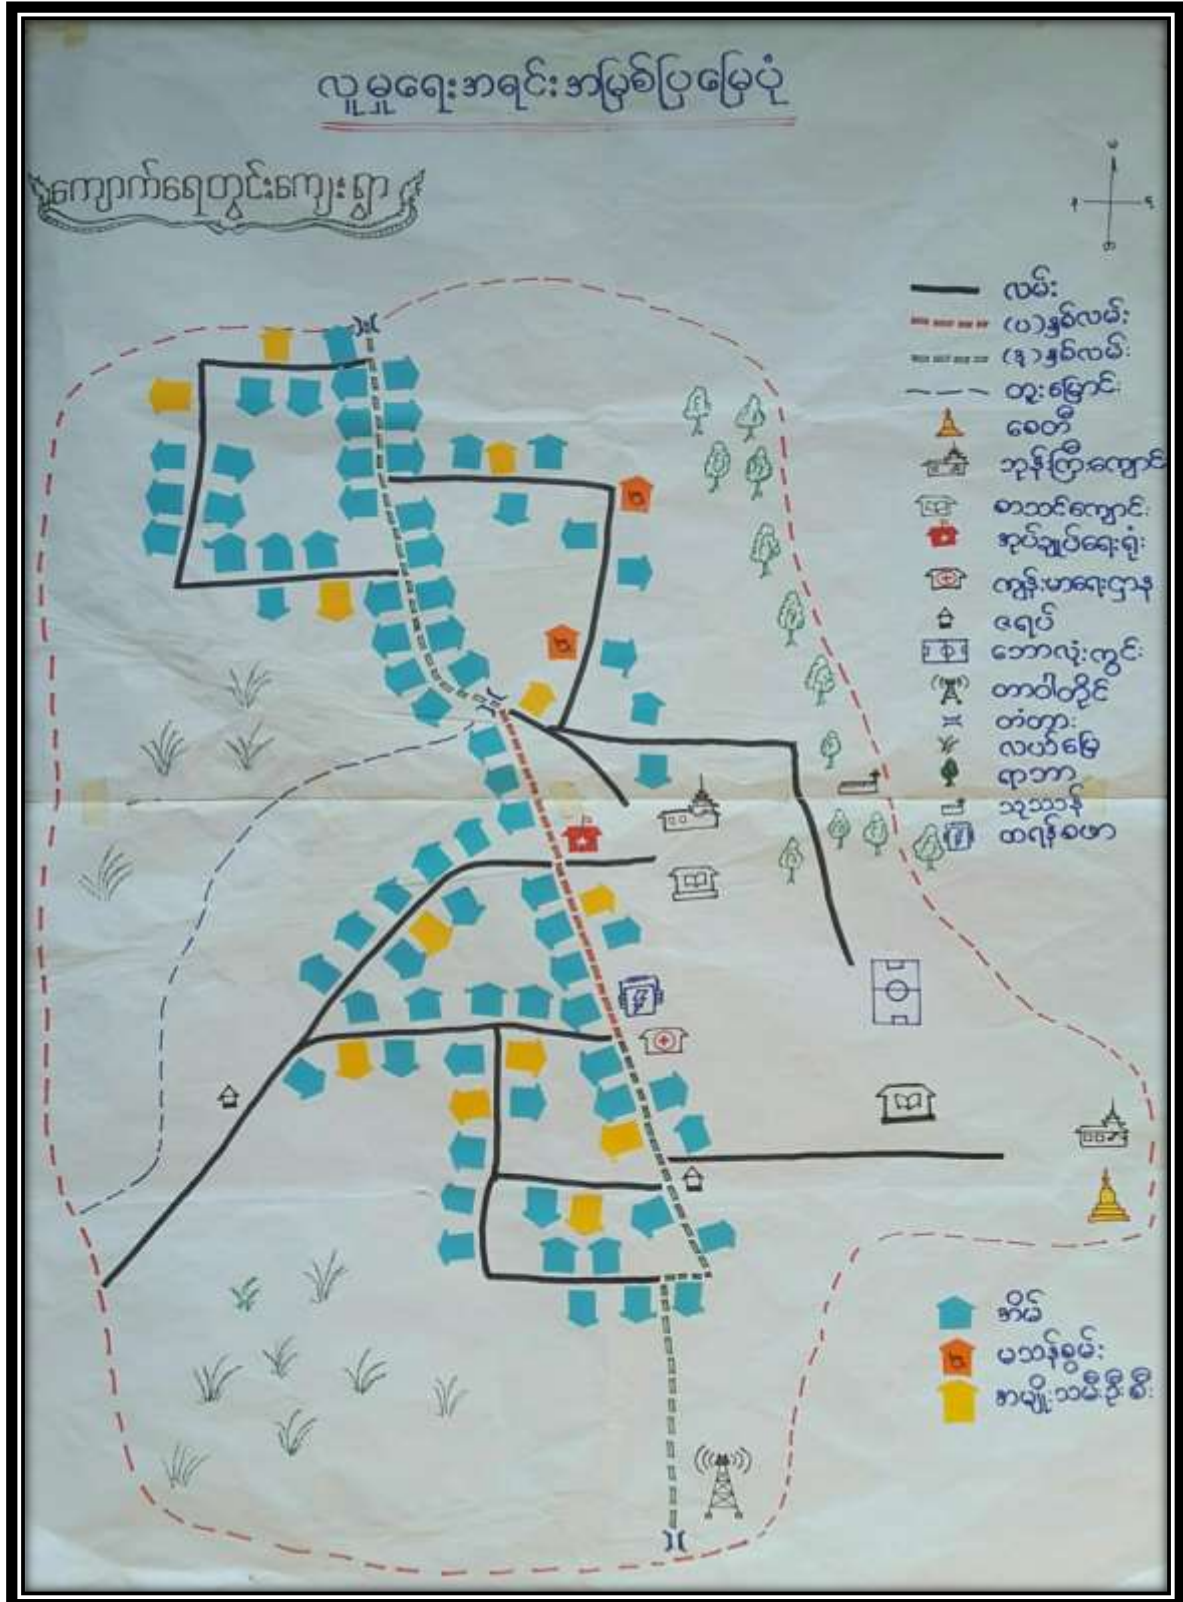 လူမှုရေးအရင်းအမြစ်ပြမြေပုံ
ကျောက်ရေတွင်းကျေးရွာ
လမ်း
(ပ)နှစ်လမ်း
(ဒု)နှစ်လမ်း
တူးမြောင်း
စေတီ
ဘုန်းကြီးကျောင်း
စာသင်ကျောင်း
အုပ်ချုပ်ရေးရုံး
ကျန်းမာရေးဌာန
ဇရပ်
ဘောလုံးကွင်း
တာဝါတိုင်
တံတား
လယ်မြေ
ရာဘာ
သုသာန်
ထရန်စဖာ
အိမ်
မသန်စွမ်း
အမျိုးသမီးဦးစီး